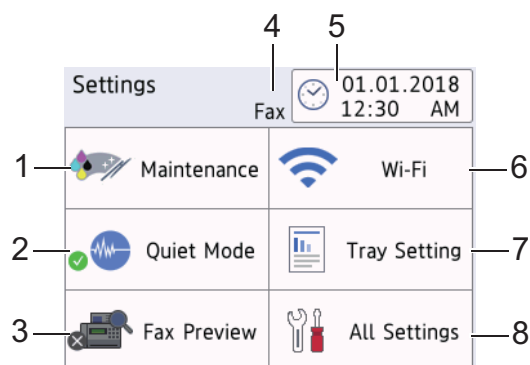 4 5
Settings
Fax
01.01.2018
12:30 AM
1 Maintenance
Wi-Fi 6
2 Quiet Mode
Tray Setting 7
3 Fax Preview
All Settings 8